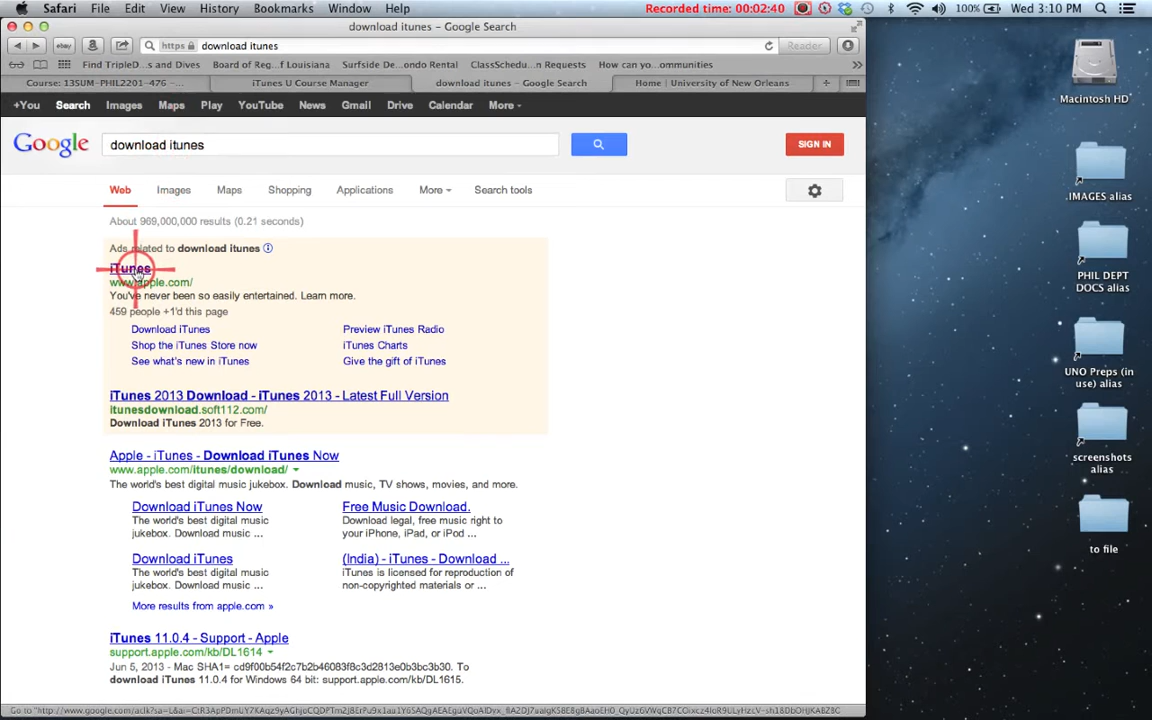 Safari File Edit View History Bookmarks Window Help Recorded time: 00:02:40 100% Wed 3:10 PM
download itunes – Google Search
ebay https download itunes Reader
Find TripleD...s and Dives Board of Reg...f Louisiana Surfside De...ondo Rental ClassSchedu...n Requests How can yo...ommunities
Course: 13SUM-PHIL2201-476 –... iTunes U Course Manager download itunes – Google Search Home | University of New Orleans
+You Search Images Maps Play YouTube News Gmail Drive Calendar More
Google download itunes SIGN IN
Web Images Maps Shopping Applications More Search tools
About 969,000,000 results (0.21 seconds)
Ads related to download itunes
iTunes
www.apple.com/
You've never been so easily entertained. Learn more.
459 people +1'd this page
Download iTunes Preview iTunes Radio
Shop the iTunes Store now iTunes Charts
See what's new in iTunes Give the gift of iTunes
iTunes 2013 Download - iTunes 2013 - Latest Full Version
itunesdownload.soft112.com/
Download iTunes 2013 for Free.
Apple - iTunes - Download iTunes Now
www.apple.com/itunes/download/
The world's best digital music jukebox. Download music, TV shows, movies, and more.
Download iTunes Now Free Music Download.
The world's best digital music Download legal, free music right to
jukebox. Download music ... your iPhone, iPad, or iPod ...
Download iTunes (India) - iTunes - Download ...
The world's best digital music iTunes is licensed for reproduction of
jukebox. Download music ... non-copyrighted materials or ...
More results from apple.com »
iTunes 11.0.4 - Support - Apple
support.apple.com/kb/DL1614
Jun 5, 2013 - Mac SHA1= cd9f00b54f2c7b2b46083f8c3d2813e0b3bc3b30. To
download iTunes 11.0.4 for Windows 64 bit: support.apple.com/kb/DL1615.
Macintosh HD
IMAGES alias
PHIL DEPT
DOCS alias
UNO Preps (in
use) alias
screenshots
alias
to file